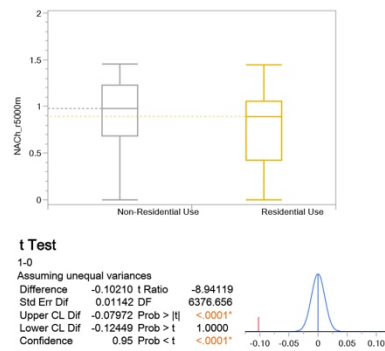 2
1.5
1
0.5
0
NACh_r5000m
Non-Residential Use Residential Use
t Test
1-0
Assuming unequal variances
Difference -0.10210 t Ratio -8.94119
Std Err Dif 0.01142 DF 6376.656
Upper CL Dif -0.07972 Prob > |t| <.0001*
Lower CL Dif -0.12449 Prob > t 1.0000
Confidence 0.95 Prob < t <.0001*
-0.10 -0.05 0.00 0.05 0.10